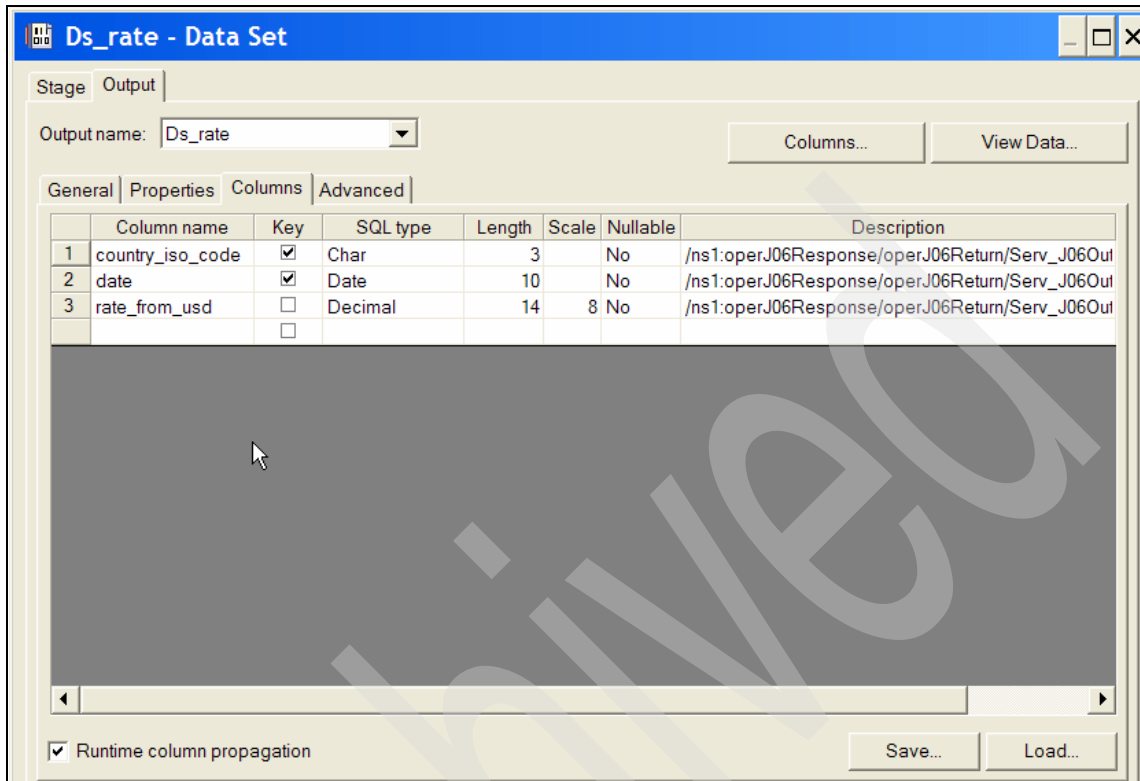 Ds_rate - Data Set
Stage Output
Output name: Ds_rate Columns... View Data...
General Properties Columns Advanced
Column name Key SQL type Length Scale Nullable Description
1 country_iso_code Char 3 No /ns1:operJ06Response/operJ06Return/Serv_J06Out
2 date Date 10 No /ns1:operJ06Response/operJ06Return/Serv_J06Out
3 rate_from_usd Decimal 14 8 No /ns1:operJ06Response/operJ06Return/Serv_J06Out
hived
Runtime column propagation Save... Load...